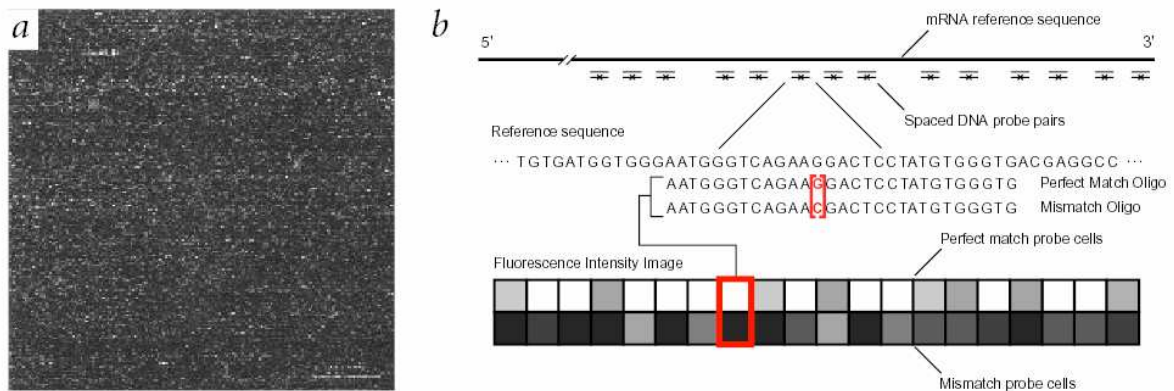 a
b
mRNA reference sequence
5'
3'
Spaced DNA probe pairs
Reference sequence
··· TGTGATGGTGGGAATGGGTCAGAAGGACTCCTATGTGGGTGACGAGGCC ···
AATGGGTCAGAAGGACTCCTATGTGGGTG Perfect Match Oligo
AATGGGTCAGAACGACTCCTATGTGGGTG Mismatch Oligo
Perfect match probe cells
Fluorescence Intensity Image
Mismatch probe cells